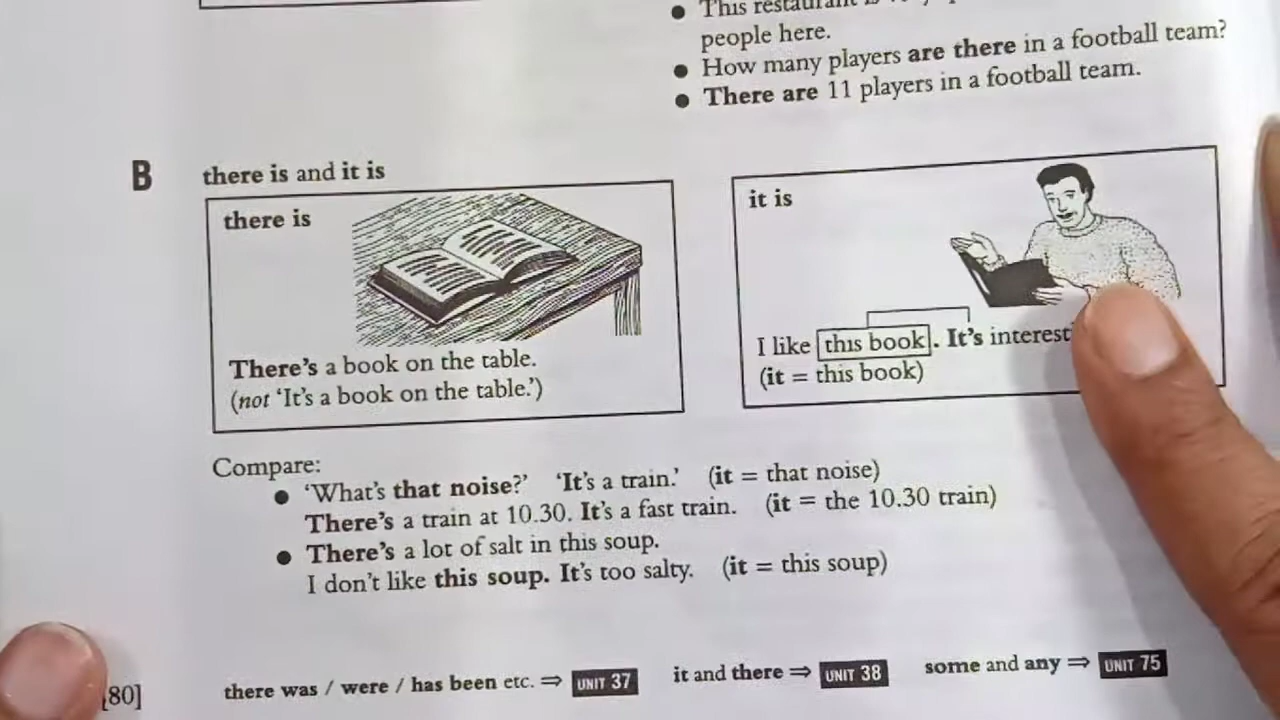 This restaurant is
people here.
How many players are there in a football team?
There are 11 players in a football team.
B
there is and it is
there is
There's a book on the table.
(not 'It's a book on the table.')
it is
I like this book. It's
(it = this book)
Compare:
'What's that noise?' 'It's a train.' (it = that noise)
There's a train at 10.30. It's a fast train. (it = the 10.30 train)
There's a lot of salt in this soup.
I don't like this soup. It's too salty. (it = this soup)
[80]
there was / were / has been etc. ⇒ UNIT 37 it and there ⇒ UNIT 38 some and any ⇒ UNIT 75